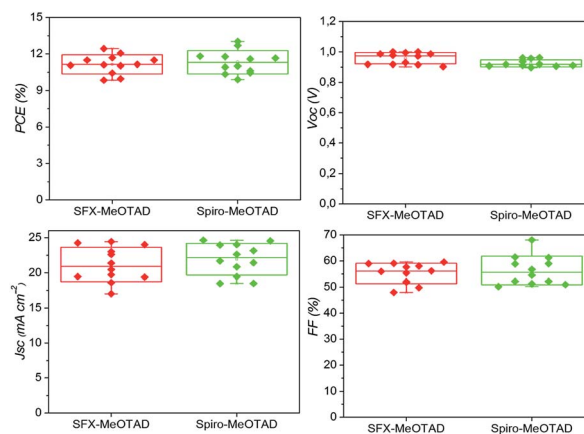 15
12
9
6
3
0
PCE (%)
SFX-MeOTAD
Spiro-MeOTAD
1,2
1,0
0,8
0,6
0,4
0,2
0,0
Voc (V)
SFX-MeOTAD
Spiro-MeOTAD
25
20
15
10
5
0
Jsc (mA cm⁻²)
SFX-MeOTAD
Spiro-MeOTAD
70
60
50
40
30
20
10
0
FF (%)
SFX-MeOTAD
Spiro-MeOTAD